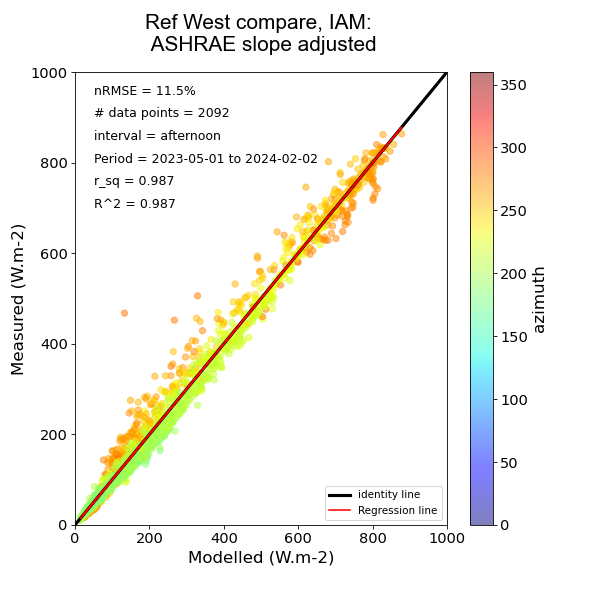 Ref West compare, IAM:
ASHRAE slope adjusted
nRMSE = 11.5%
# data points = 2092
interval = afternoon
Period = 2023-05-01 to 2024-02-02
r_sq = 0.987
R^2 = 0.987
Measured (W.m-2)
1000
800
600
400
200
0
0
200
400
600
800
1000
Modelled (W.m-2)
identity line
Regression line
350
300
250
200
150
100
50
0
azimuth